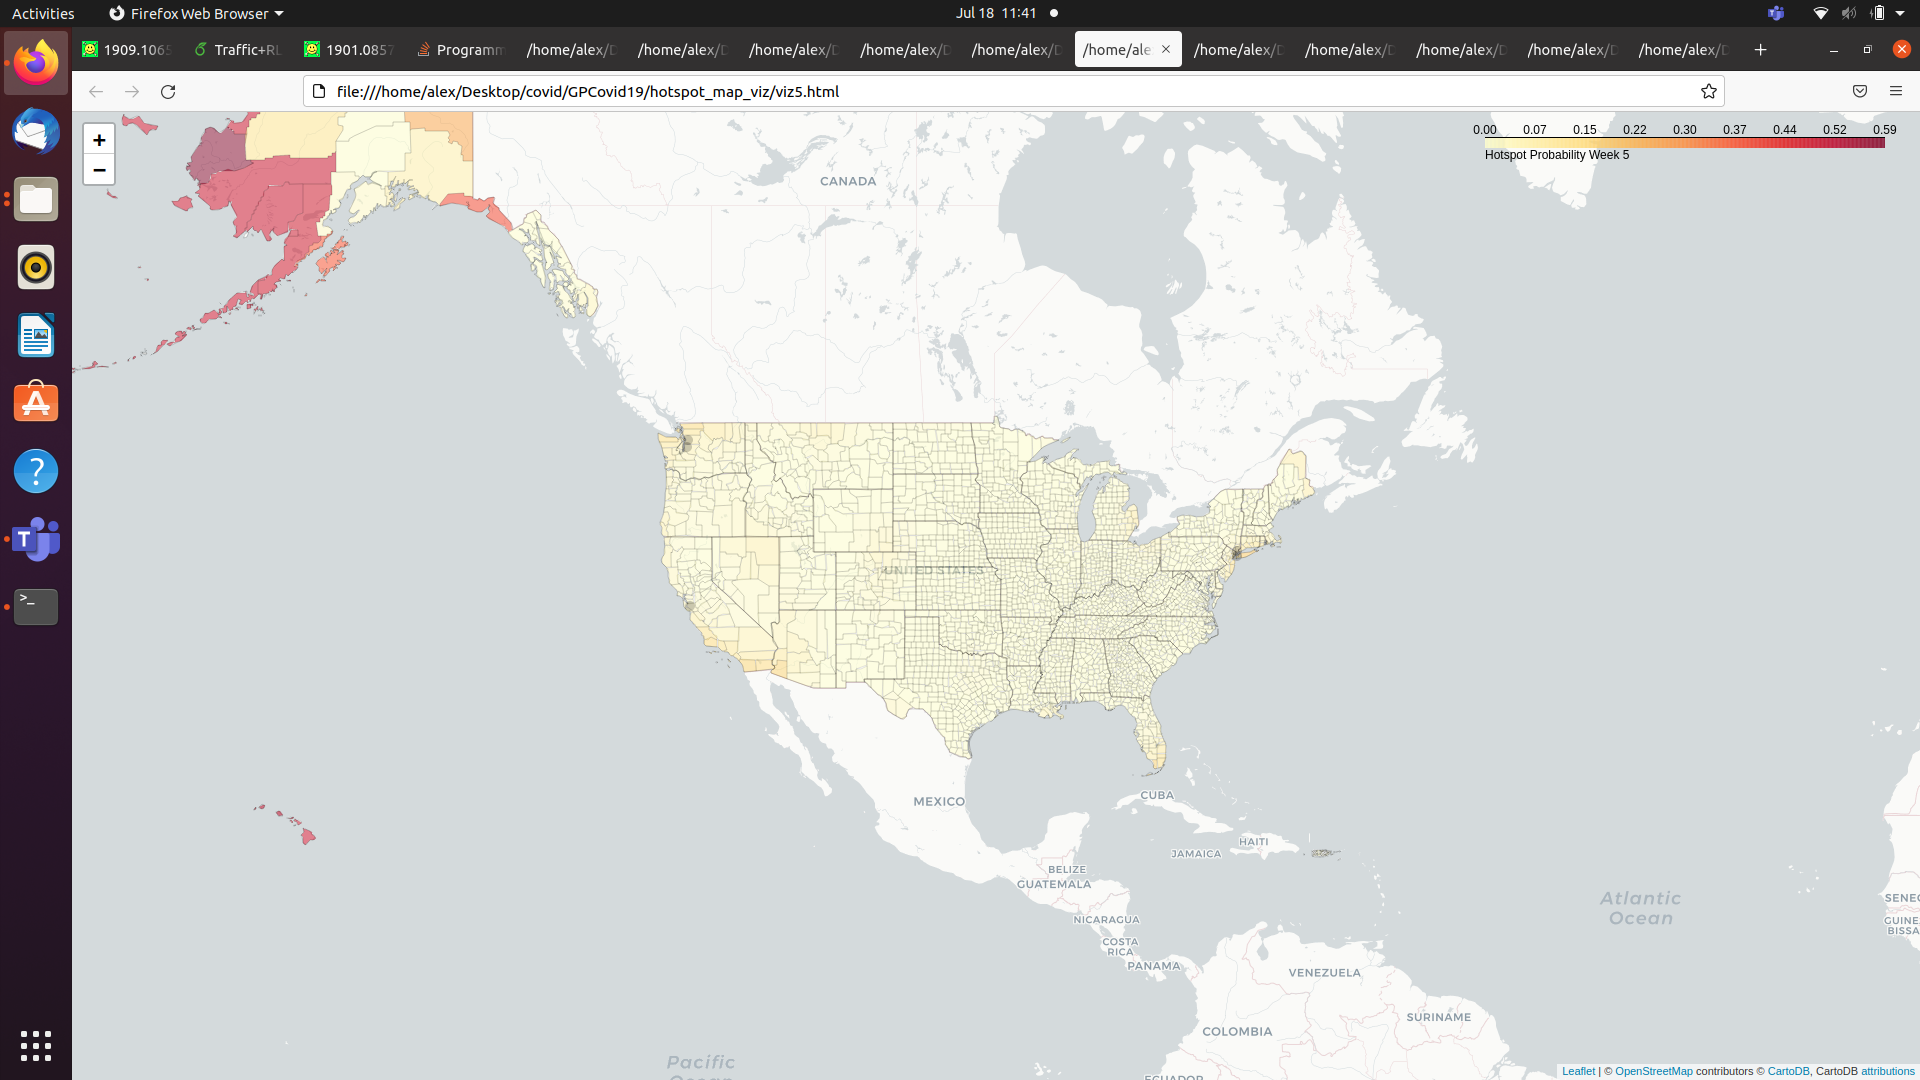 Activities
Firefox Web Browser
Jul 18 11:41
1909.1065
Traffic+RL
1901.0857
Programm
/home/alex/D
/home/alex/D
/home/alex/D
/home/alex/D
/home/alex/D
/home/ale
/home/alex/D
/home/alex/D
/home/alex/D
/home/alex/D
/home/alex/D
file:///home/alex/Desktop/covid/GPCovid19/hotspot_map_viz/viz5.html
+
−
0.00 0.07 0.15 0.22 0.30 0.37 0.44 0.52 0.59
Hotspot Probability Week 5
CANADA
UNITED STATES
MEXICO
CUBA
HAITI
JAMAICA
BELIZE
GUATEMALA
NICARAGUA
COSTA
RICA
PANAMA
VENEZUELA
COLOMBIA
SURINAME
ECUADOR
Atlantic
Ocean
Pacific
Ocean
SENEG
GUINE
BISSA
Leaflet | © OpenStreetMap contributors © CartoDB, CartoDB attributions